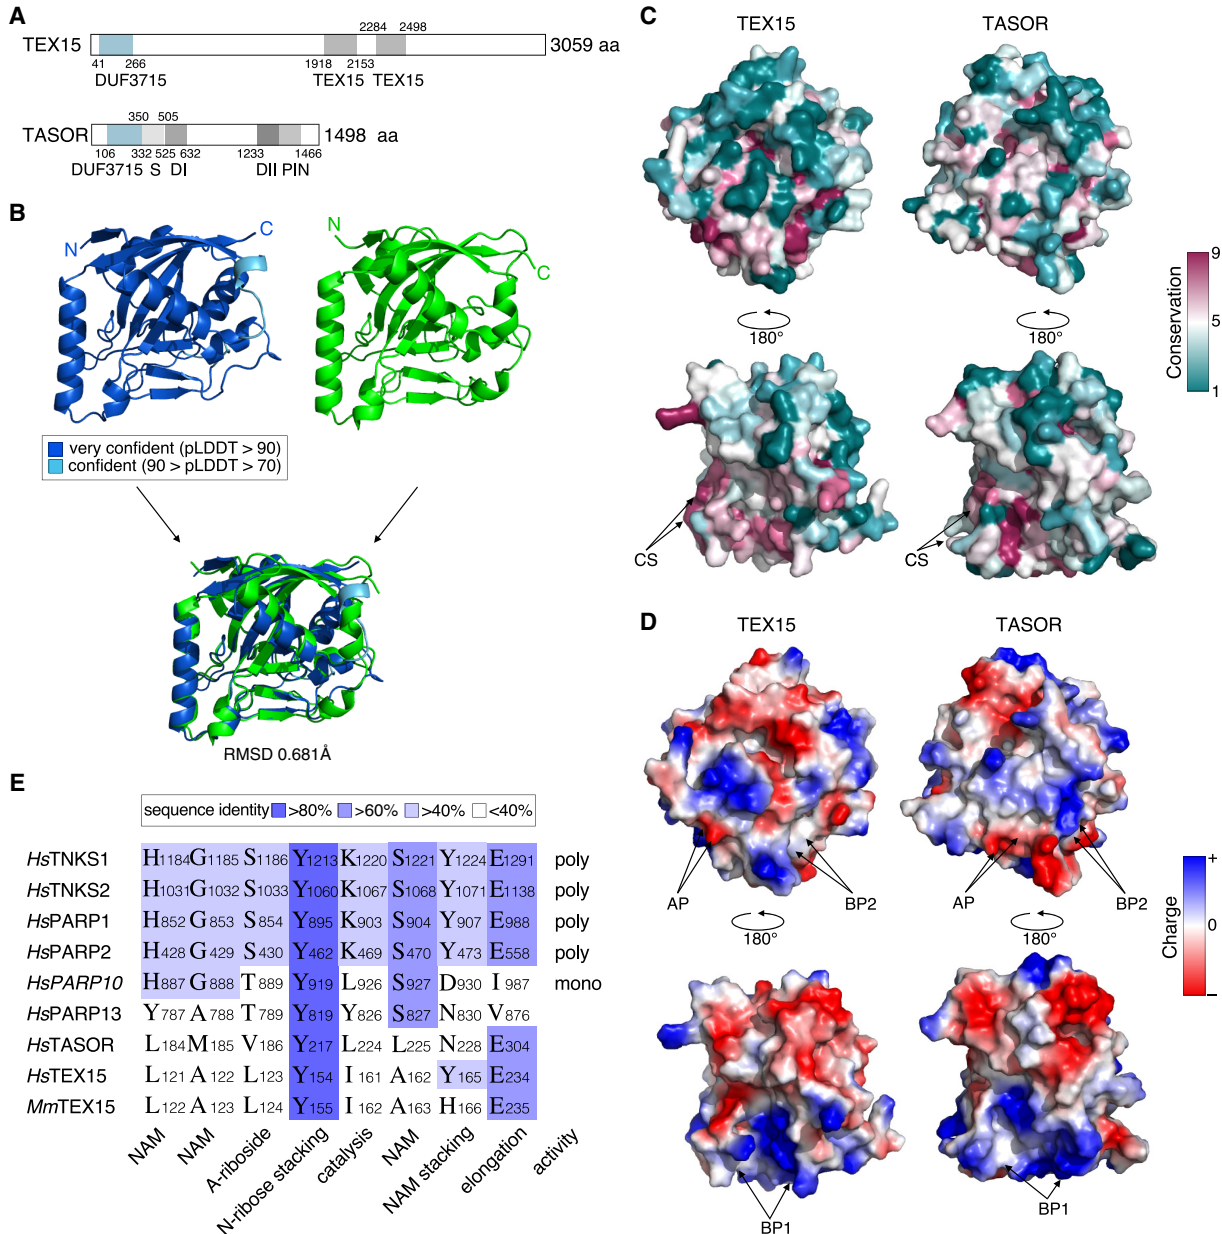 A
TEX15
2284 2498
3059 aa
41 266 1918 2153
DUF3715 TEX15 TEX15
350 505
TASOR
1498 aa
106 332 525 632 1233 1466
DUF3715 S DI DII PIN
B
N
C
N
C
very confident (pLDDT > 90)
confident (90 > pLDDT > 70)
RMSD 0.681Å
C
TEX15 TASOR
180° 180°
CS CS
9
5
1
Conservation
D
TEX15 TASOR
AP BP2 AP BP2
180° 180°
BP1 BP1
+
0
−
Charge
E
sequence identity >80% >60% >40% <40%
HsTNKS1 H1184 G1185 S1186 Y1213 K1220 S1221 Y1224 E1291 poly
HsTNKS2 H1031 G1032 S1033 Y1060 K1067 S1068 Y1071 E1138 poly
HsPARP1 H852 G853 S854 Y895 K903 S904 Y907 E988 poly
HsPARP2 H428 G429 S430 Y462 K469 S470 Y473 E558 poly
HsPARP10 H887 G888 T889 Y919 L926 S927 D930 I987 mono
HsPARP13 Y787 A788 T789 Y819 Y826 S827 N830 V876
HsTASOR L184 M185 V186 Y217 L224 L225 N228 E304
HsTEX15 L121 A122 L123 Y154 I161 A162 Y165 E234
MmTEX15 L122 A123 L124 Y155 I162 A163 H166 E235
NAM
NAM
A-riboside
N-ribose stacking
catalysis
NAM
NAM stacking
elongation
activity